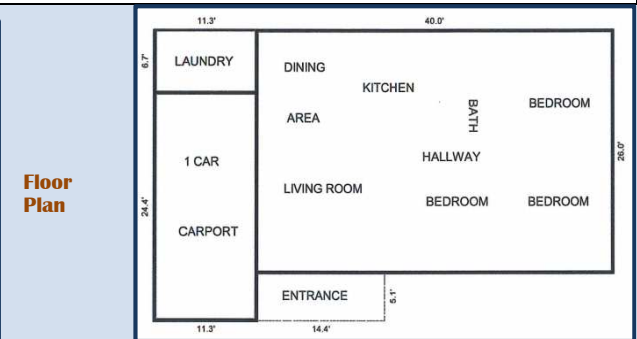 11.3' 40.0'
6.7'
LAUNDRY
DINING
KITCHEN
BATH
BEDROOM
AREA
26.0'
1 CAR
HALLWAY
Floor
Plan
24.4'
LIVING ROOM
BEDROOM BEDROOM
CARPORT
ENTRANCE
5.1'
11.3' 14.4'